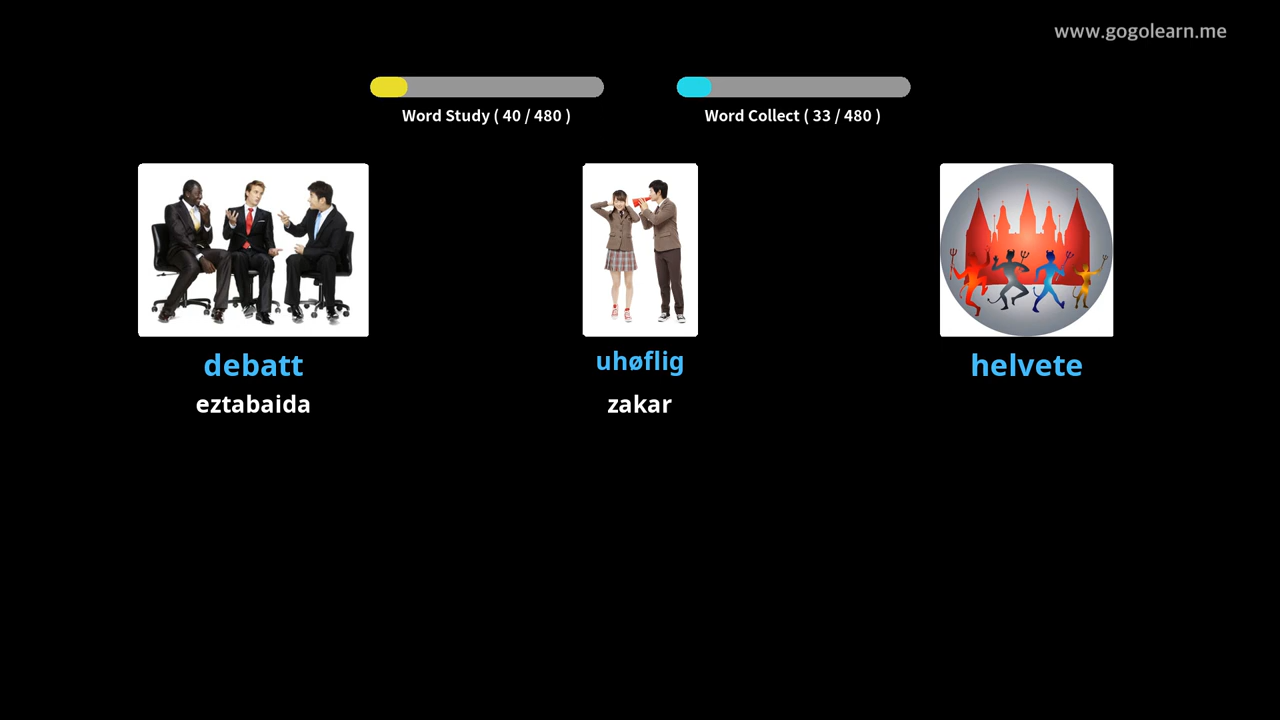 www.gogolearn.me
Word Study ( 40 / 480 )
Word Collect ( 33 / 480 )
debatt
eztabaida
uhøflig
zakar
helvete